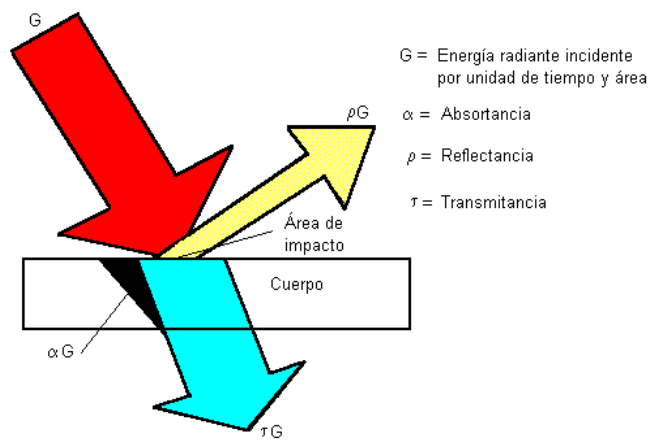 G
G = Energía radiante incidente
por unidad de tiempo y área
ρG
α = Absortancia
ρ = Reflectancia
τ = Transmitancia
Área de
impacto
Cuerpo
αG
τG